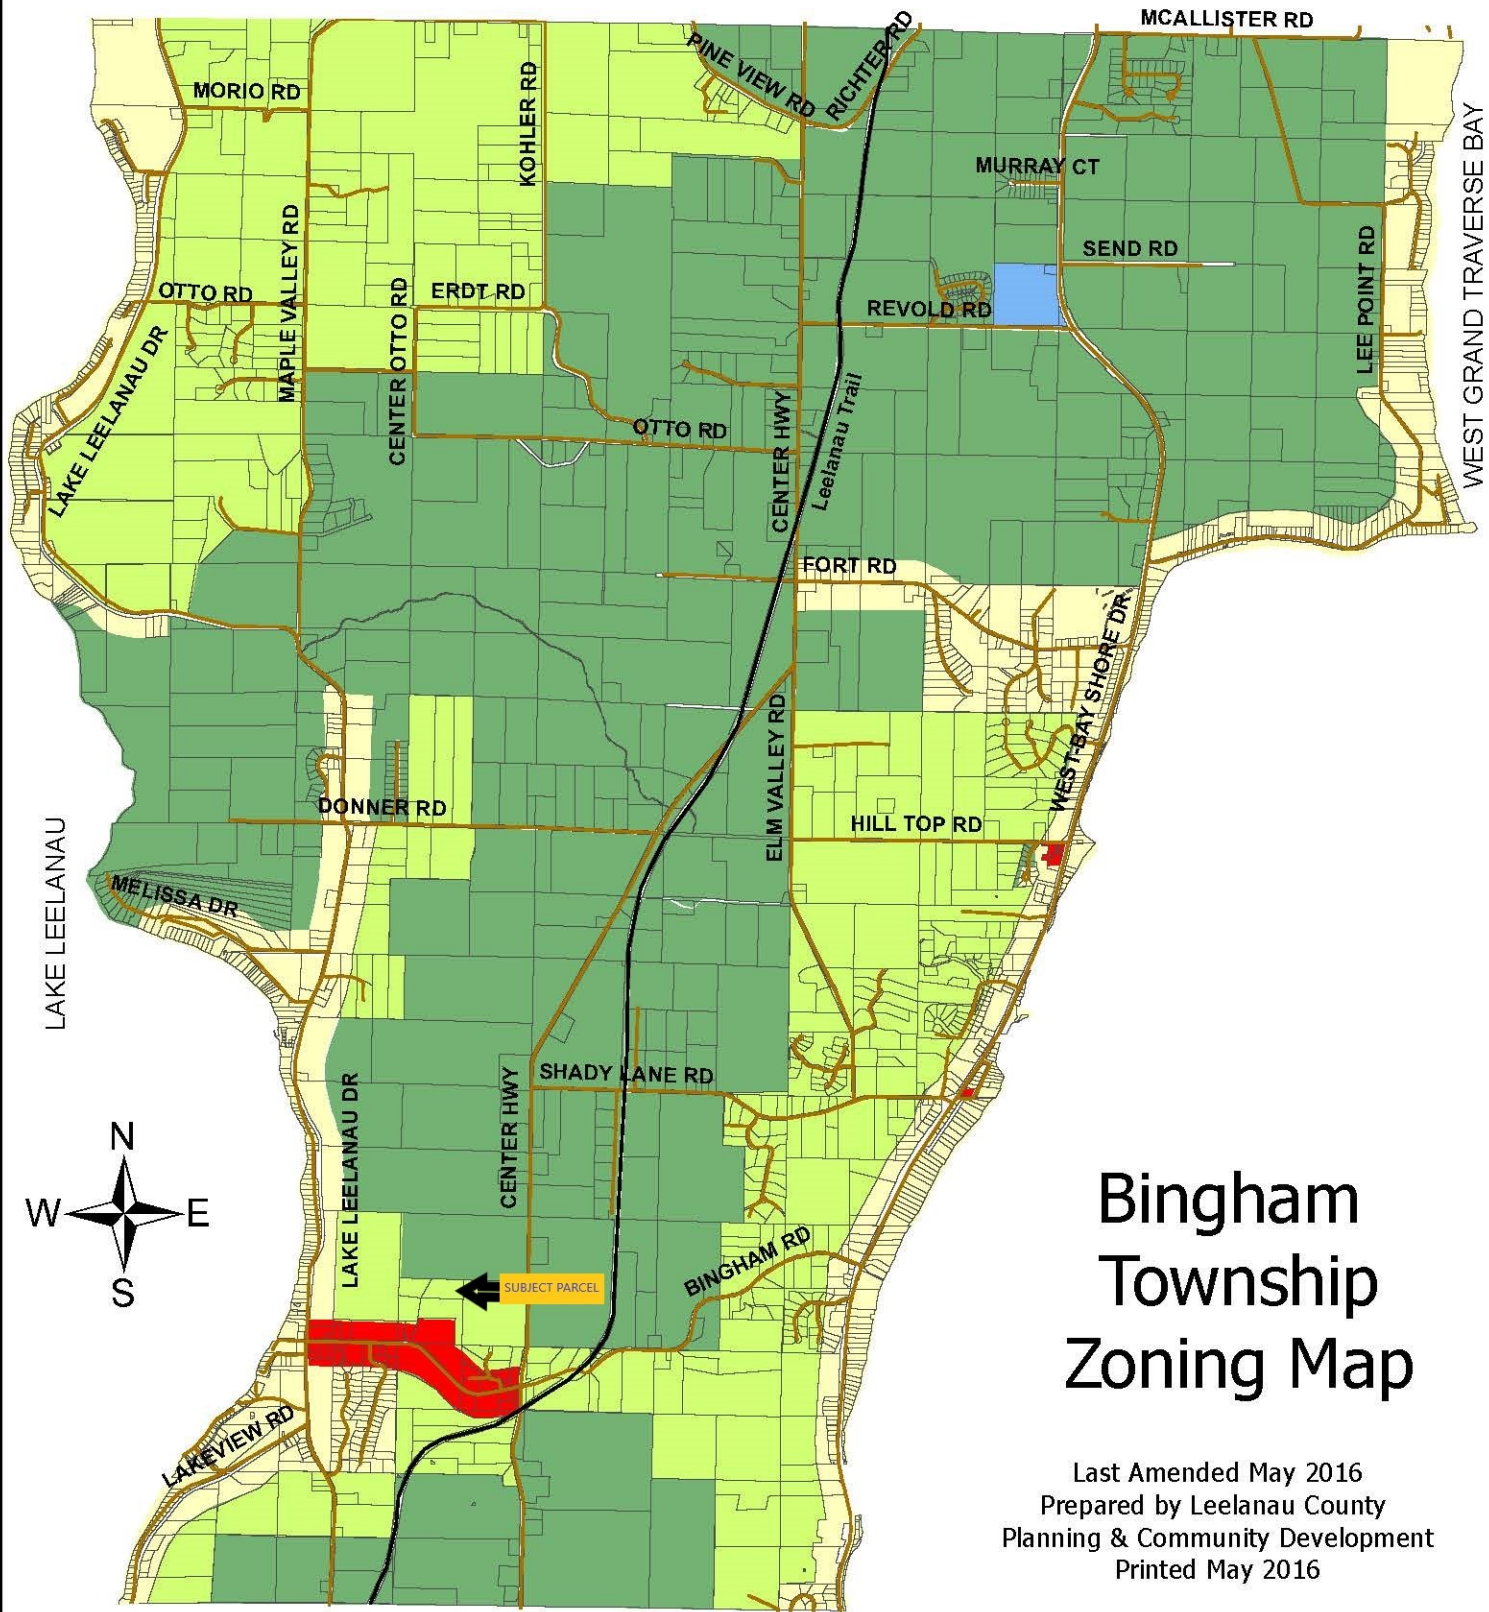 MCALLISTER RD
PINE VIEW RD
RICHTER RD
MORIO RD
KOHLER RD
MURRAY CT
WEST GRAND TRAVERSE BAY
MAPLE VALLEY RD
SEND RD
LEE POINT RD
OTTO RD
ERDT RD
CENTER OTTO RD
REVOLD RD
LAKE LEELANAU DR
OTTO RD
CENTER HWY
Leelanau Trail
FORT RD
WEST-BAY SHORE DR
ELM VALLEY RD
DONNER RD
HILL TOP RD
LAKE LEELANAU
MELISSA DR
SHADY LANE RD
LAKE LEELANAU DR
CENTER HWY
N
W
E
S
BINGHAM RD
SUBJECT PARCEL
LAKEVIEW RD
Bingham
Township
Zoning Map
Last Amended May 2016
Prepared by Leelanau County
Planning & Community Development
Printed May 2016